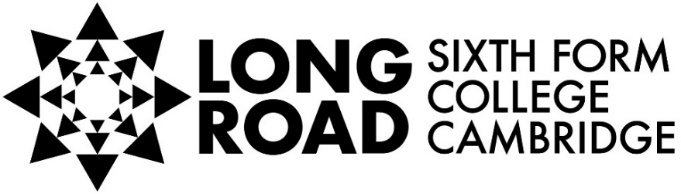 LONG
ROAD
SIXTH FORM
COLLEGE
CAMBRIDGE